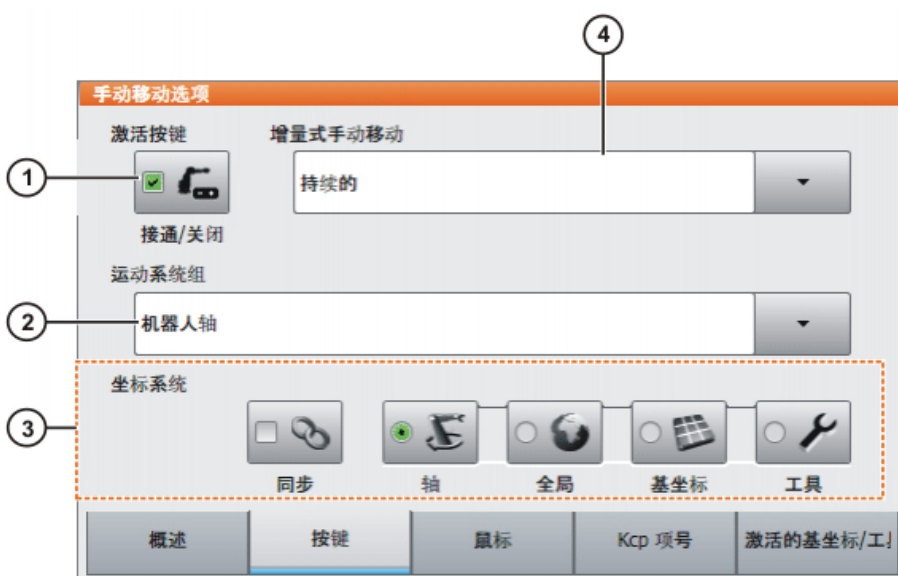 4
手动移动选项
激活按键 增量式手动移动
1
持续的
接通/关闭
运动系统组
2
机器人轴
坐标系统
3
同步 轴 全局 基坐标 工具
概述 按键 鼠标 Kcp 项号 激活的基坐标/工